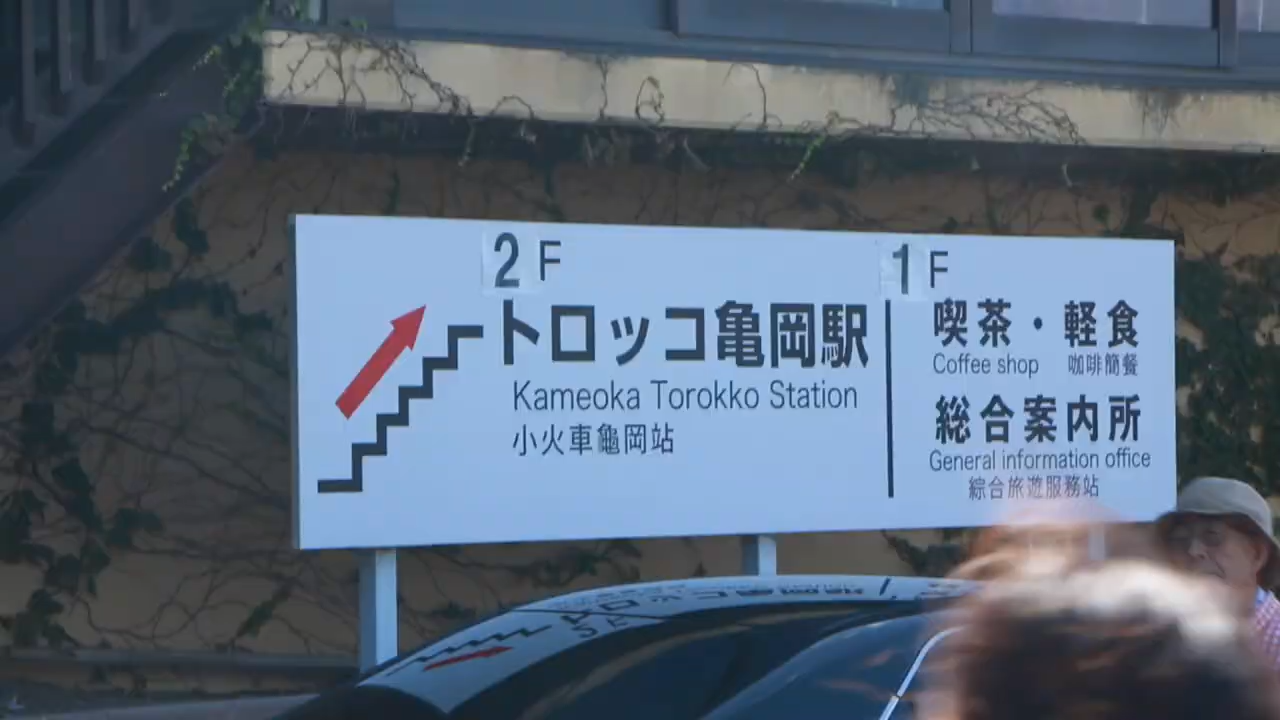 2F
トロッコ亀岡駅
Kameoka Torokko Station
小火車龜岡站
1F
喫茶・軽食
Coffee shop 咖啡簡餐
総合案内所
General information office
綜合旅遊服務站